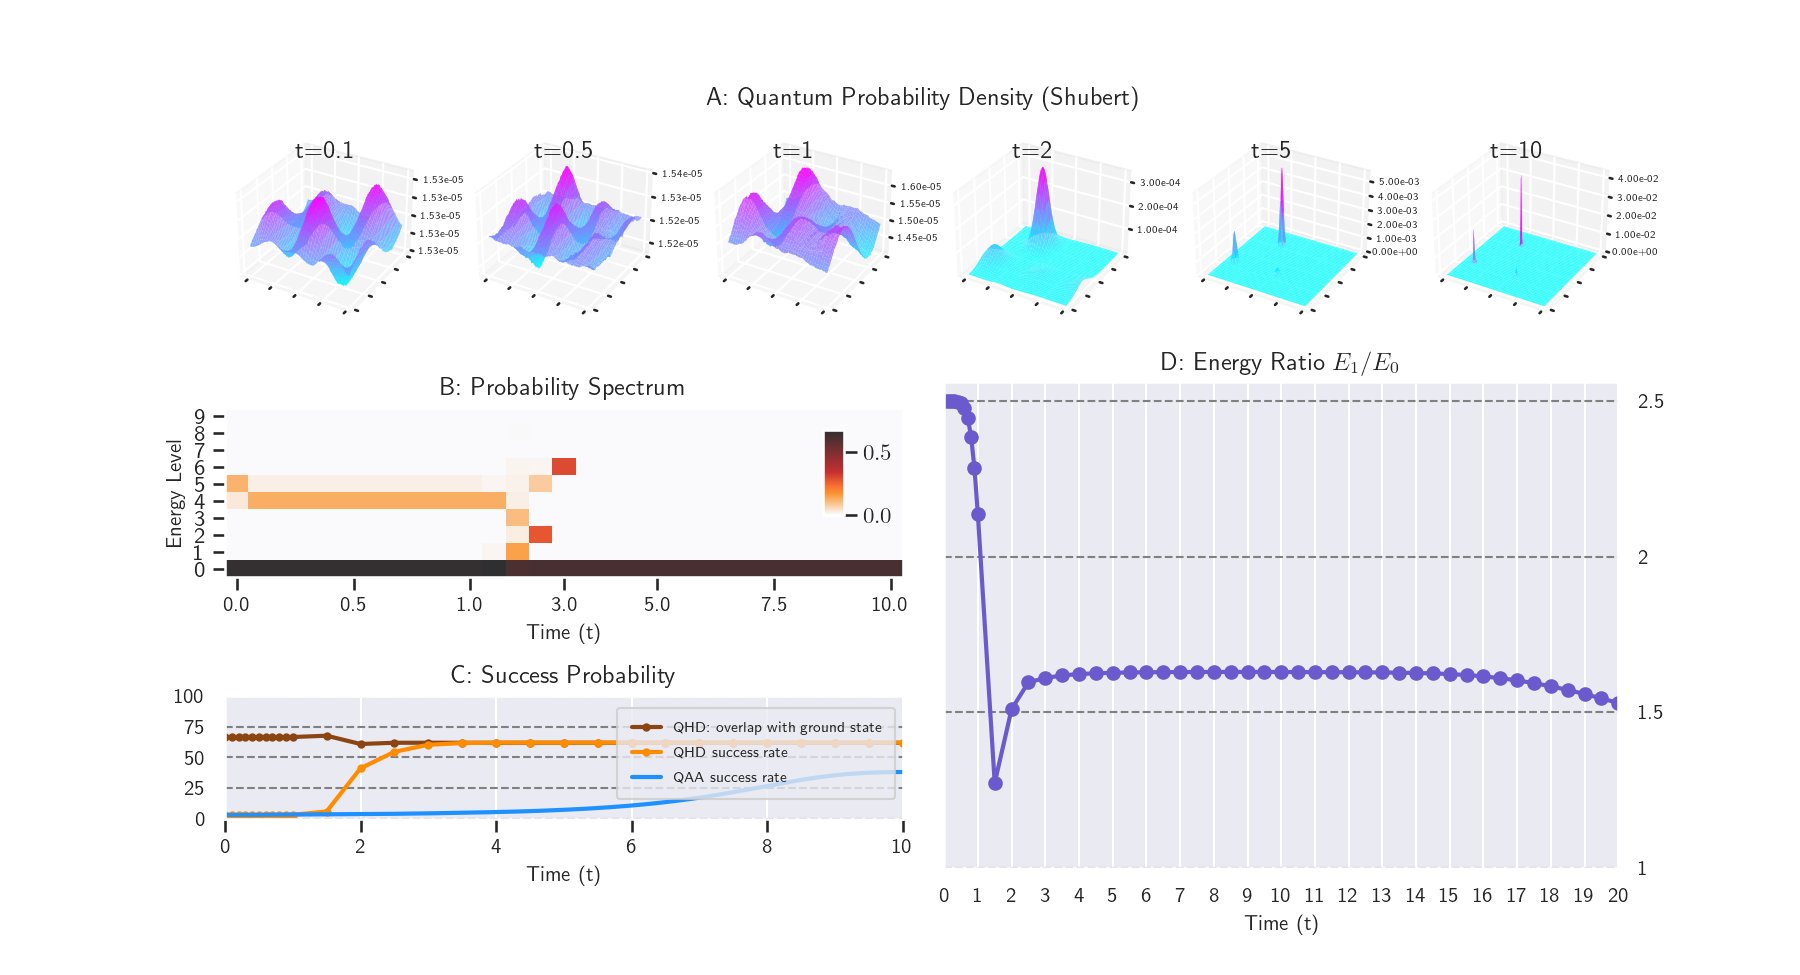 A: Quantum Probability Density (Shubert)
t=0.1
t=0.5
t=1
t=2
t=5
t=10
1.53e-05
1.53e-05
1.53e-05
1.53e-05
1.53e-05
1.54e-05
1.53e-05
1.52e-05
1.52e-05
1.60e-05
1.55e-05
1.50e-05
1.45e-05
3.00e-04
2.00e-04
1.00e-04
5.00e-03
4.00e-03
3.00e-03
2.00e-03
1.00e-03
0.00e+00
4.00e-02
3.00e-02
2.00e-02
1.00e-02
0.00e+00
B: Probability Spectrum
Energy Level
9
8
7
6
5
4
3
2
1
0
0.5
0.0
0.0 0.5 1.0 3.0 5.0 7.5 10.0
Time (t)
C: Success Probability
100
75
50
25
0
QHD: overlap with ground state
QHD success rate
QAA success rate
0 2 4 6 8 10
Time (t)
D: Energy Ratio E₁/E₀
2.5
2
1.5
1
0 1 2 3 4 5 6 7 8 9 10 11 12 13 14 15 16 17 18 19 20
Time (t)